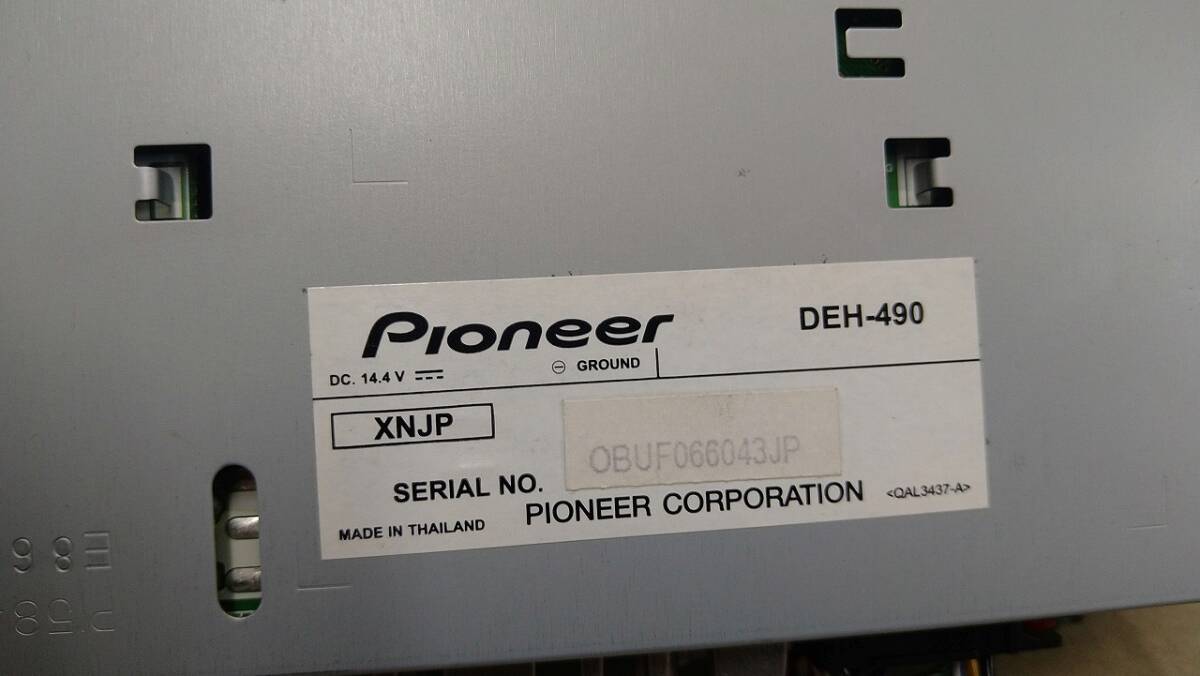 Pioneer
DEH-490
DC. 14.4 V
GROUND
XNJP
SERIAL NO.
OBUF066043JP
MADE IN THAILAND
PIONEER CORPORATION
<QAL3437-A>